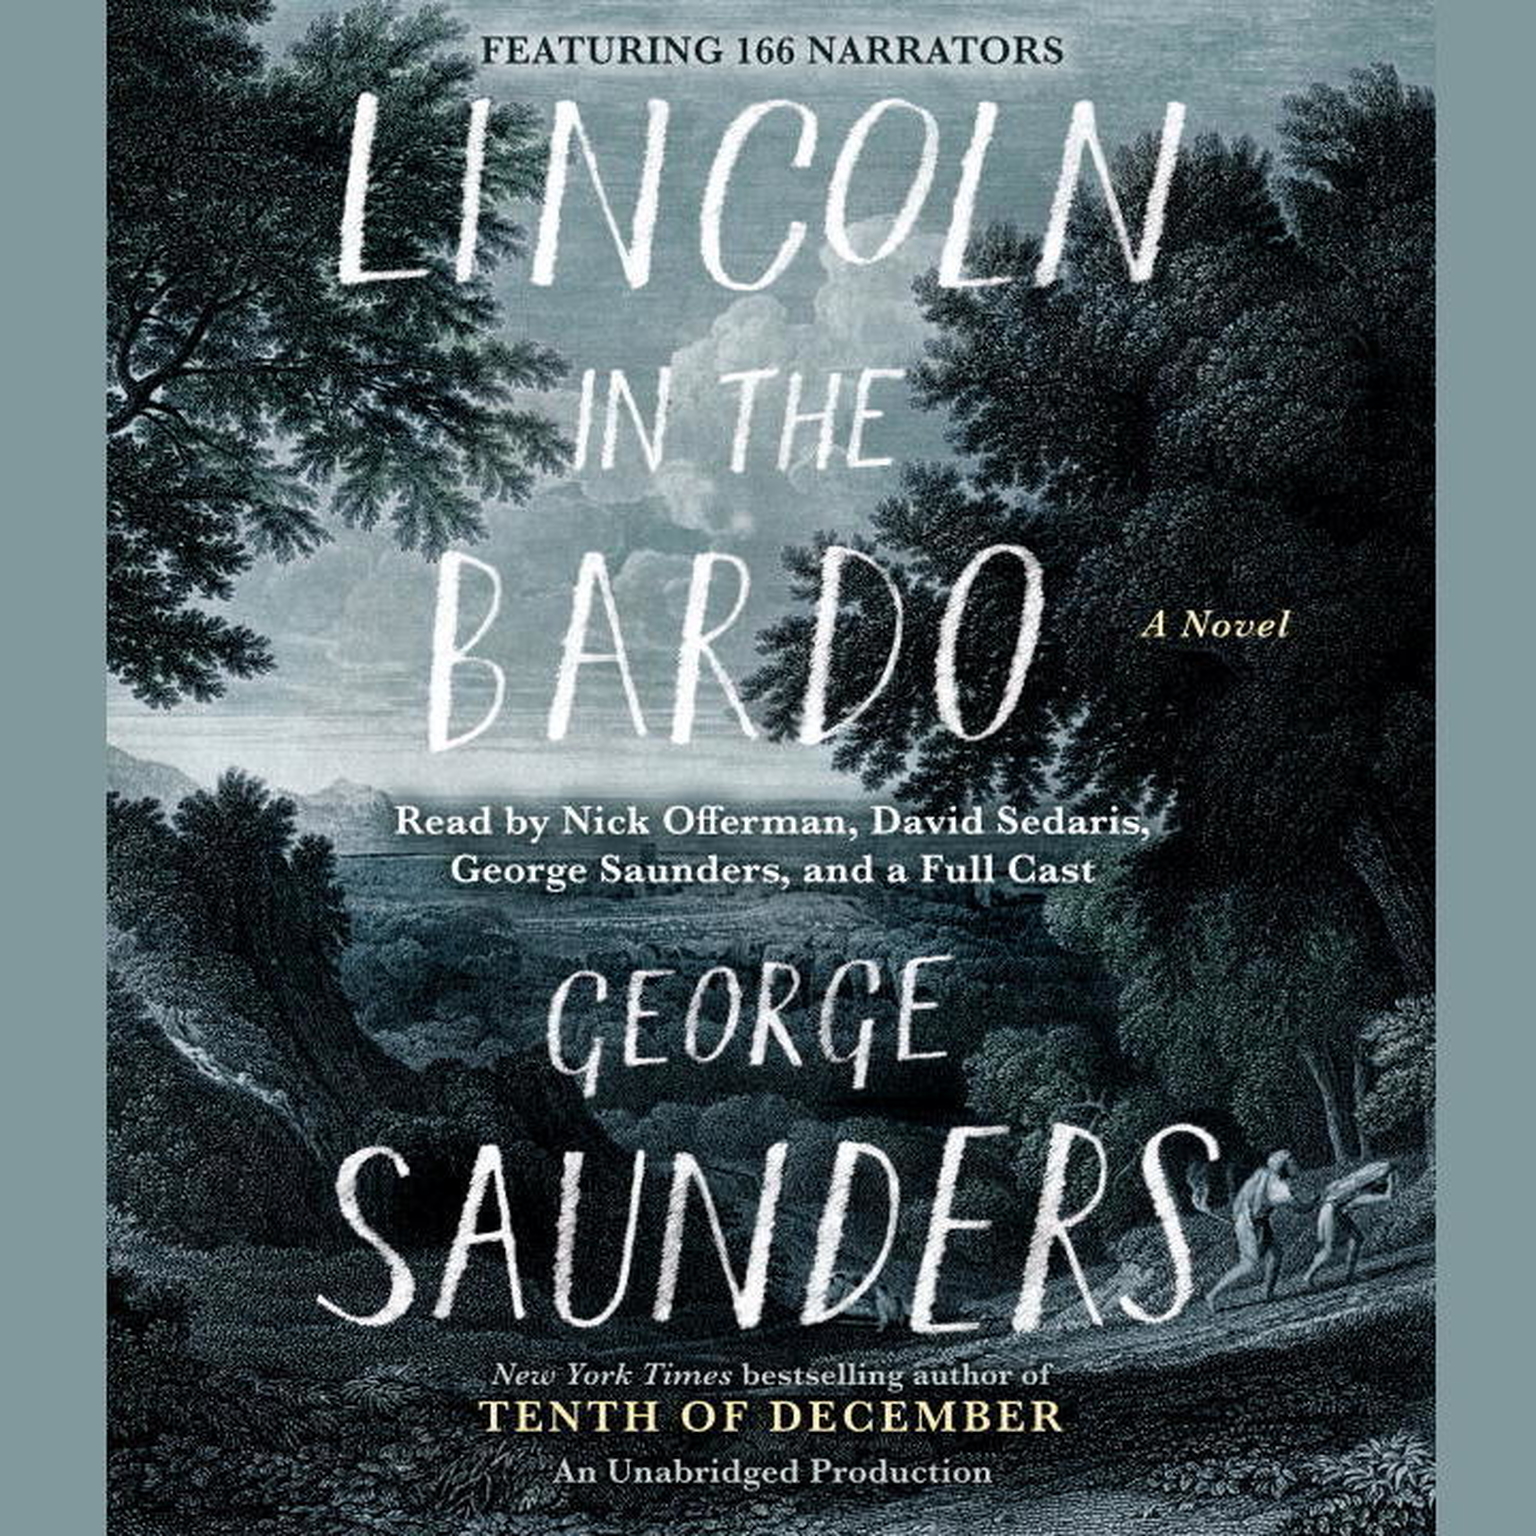 FEATURING 166 NARRATORS
LINCOLN
IN THE
BARDO
A Novel
Read by Nick Offerman, David Sedaris,
George Saunders, and a Full Cast
GEORGE
SAUNDERS
New York Times bestselling author of
TENTH OF DECEMBER
An Unabridged Production